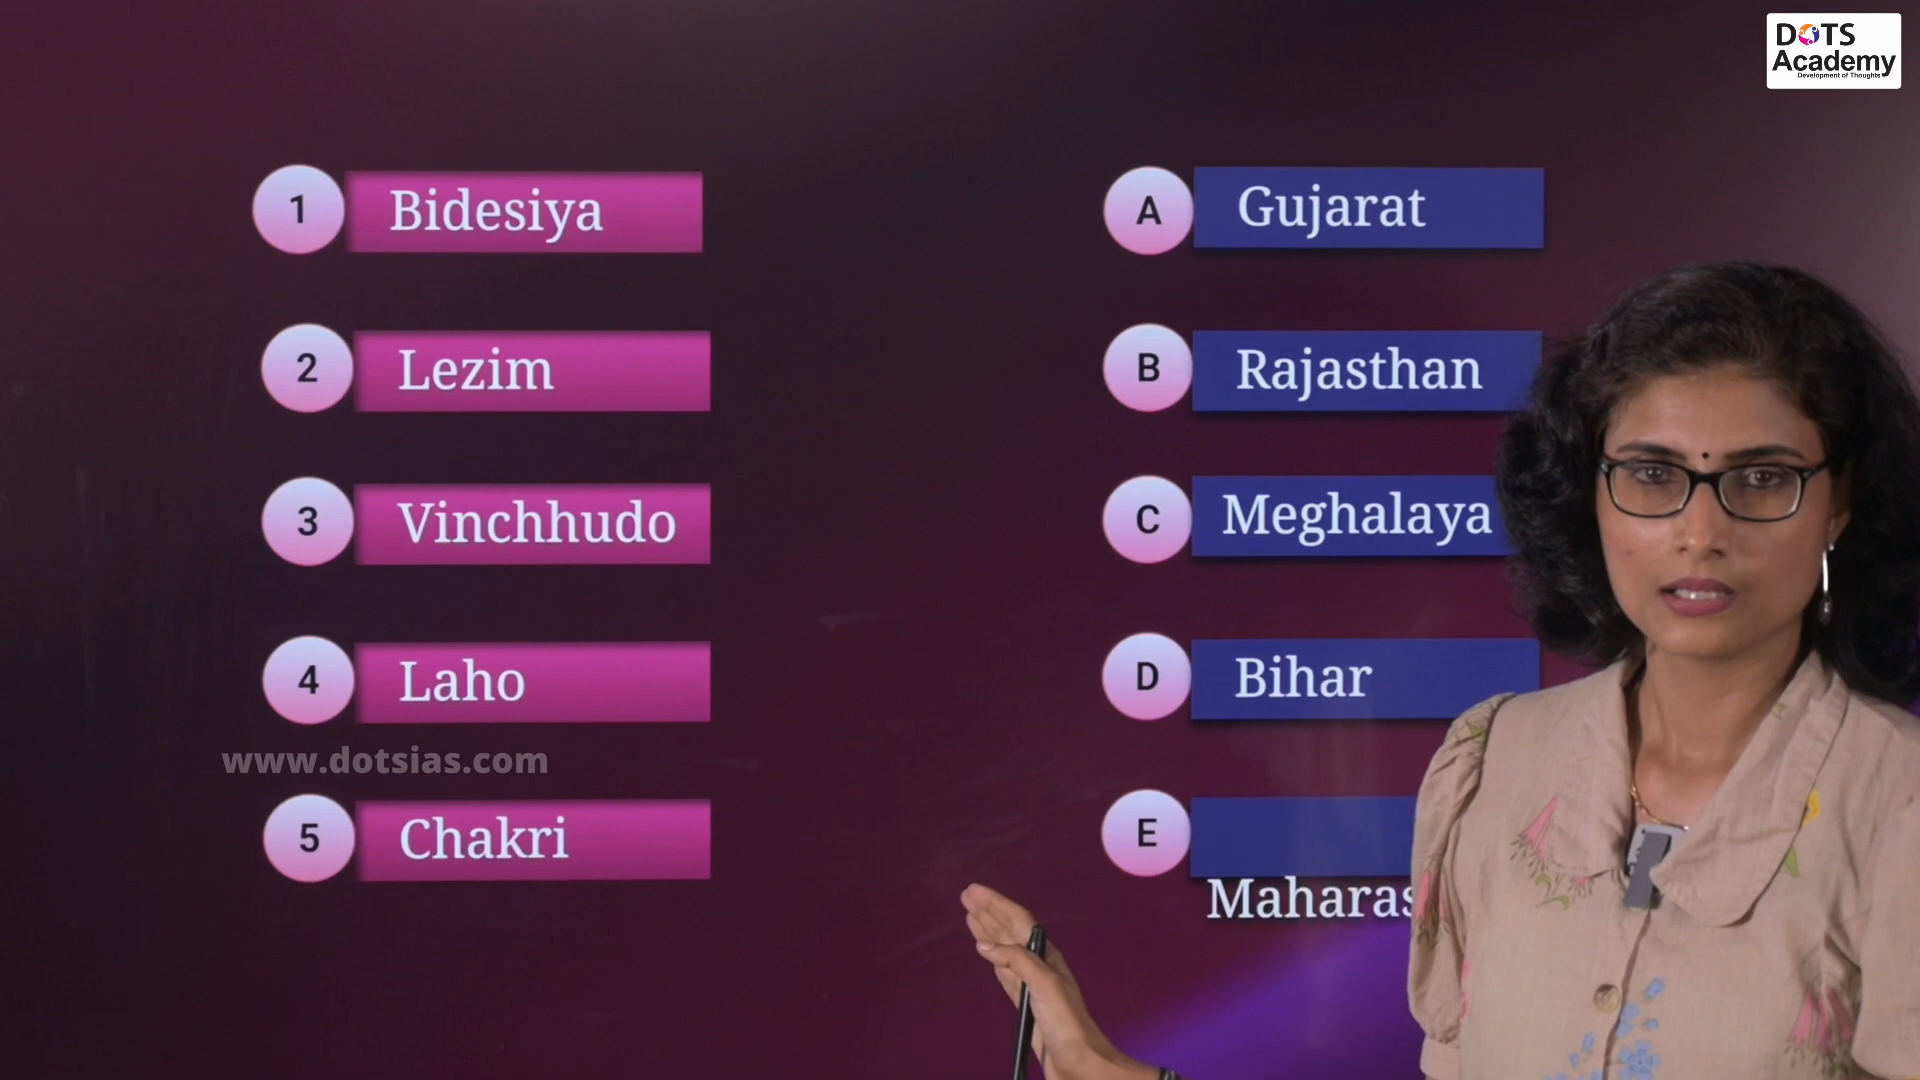 DOTS
Academy
Development of Thoughts
1 Bidesiya
A Gujarat
2 Lezim
B Rajasthan
3 Vinchhudo
C Meghalaya
4 Laho
D Bihar
www.dotsias.com
5 Chakri
E
Maharas